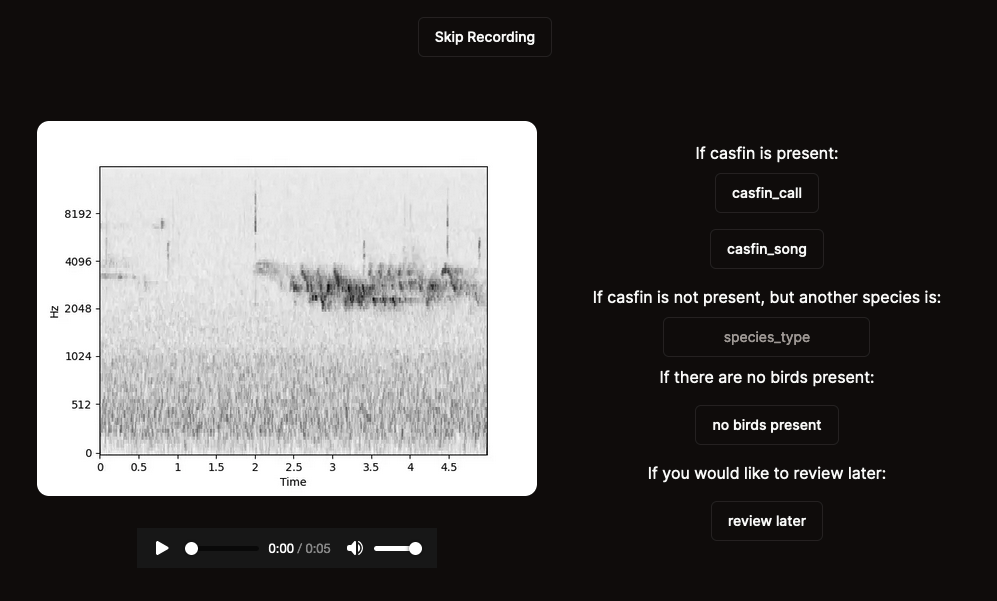 Skip Recording
8192
4096
2048
1024
512
0
Hz
0 0.5 1 1.5 2 2.5 3 3.5 4 4.5
Time
0:00 / 0:05
If casfin is present:
casfin_call
casfin_song
If casfin is not present, but another species is:
species_type
If there are no birds present:
no birds present
If you would like to review later:
review later